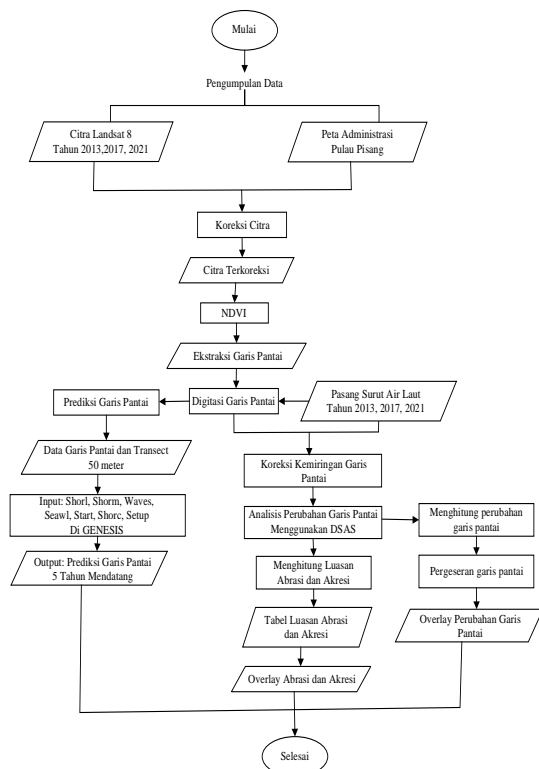 Mulai
Pengumpulan Data
Citra Landsat 8
Tahun 2013,2017, 2021
Peta Administrasi
Pulau Pisang
Koreksi Citra
Citra Terkoreksi
NDVI
Ekstraksi Garis Pantai
Prediksi Garis Pantai
Digitasi Garis Pantai
Pasang Surut Air Laut
Tahun 2013, 2017, 2021
Data Garis Pantai dan Transect
50 meter
Koreksi Kemiringan Garis
Pantai
Input: Shorl, Shorm, Waves,
Seawl, Start, Shorc, Setup
Di GENESIS
Analisis Perubahan Garis Pantai
Menggunakan DSAS
Menghitung perubahan
garis pantai
Output: Prediksi Garis Pantai
5 Tahun Mendatang
Menghitung Luasan
Abrasi dan Akresi
Pergeseran garis pantai
Tabel Luasan Abrasi
dan Akresi
Overlay Perubahan Garis
Pantai
Overlay Abrasi dan Akresi
Selesai